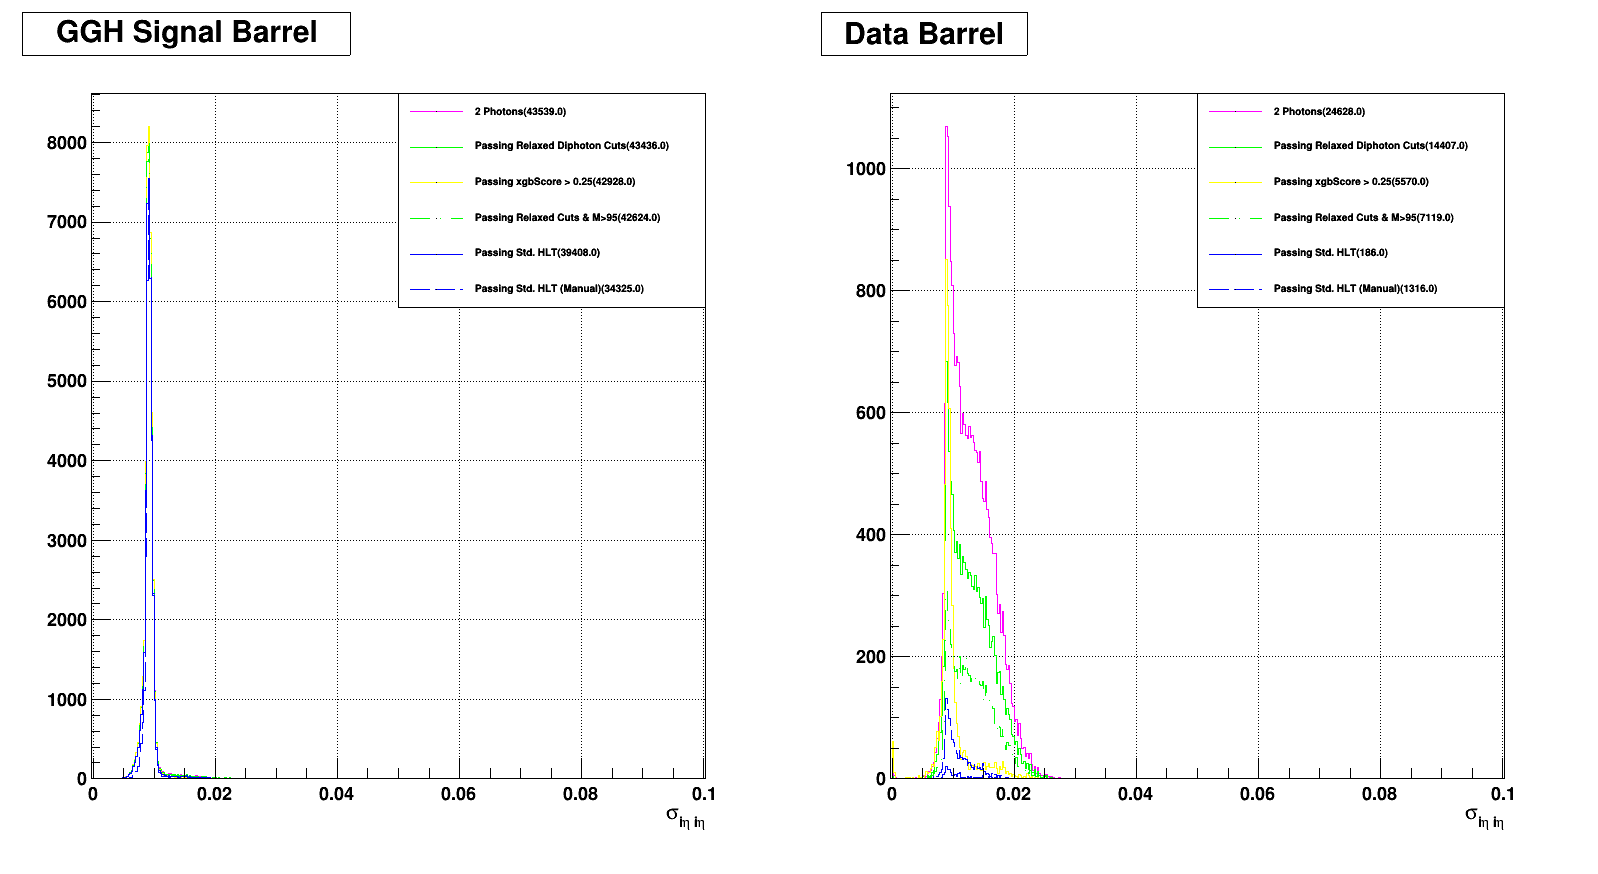 GGH Signal Barrel
2 Photons(43539.0)
Passing Relaxed Diphoton Cuts(43436.0)
Passing xgbScore > 0.25(42928.0)
Passing Relaxed Cuts & M>95(42624.0)
Passing Std. HLT(39408.0)
Passing Std. HLT (Manual)(34325.0)
8000
7000
6000
5000
4000
3000
2000
1000
0
0 0.02 0.04 0.06 0.08 0.1
σiη iη
Data Barrel
2 Photons(24628.0)
Passing Relaxed Diphoton Cuts(14407.0)
Passing xgbScore > 0.25(5570.0)
Passing Relaxed Cuts & M>95(7119.0)
Passing Std. HLT(186.0)
Passing Std. HLT (Manual)(1316.0)
1000
800
600
400
200
0
0 0.02 0.04 0.06 0.08 0.1
σiη iη